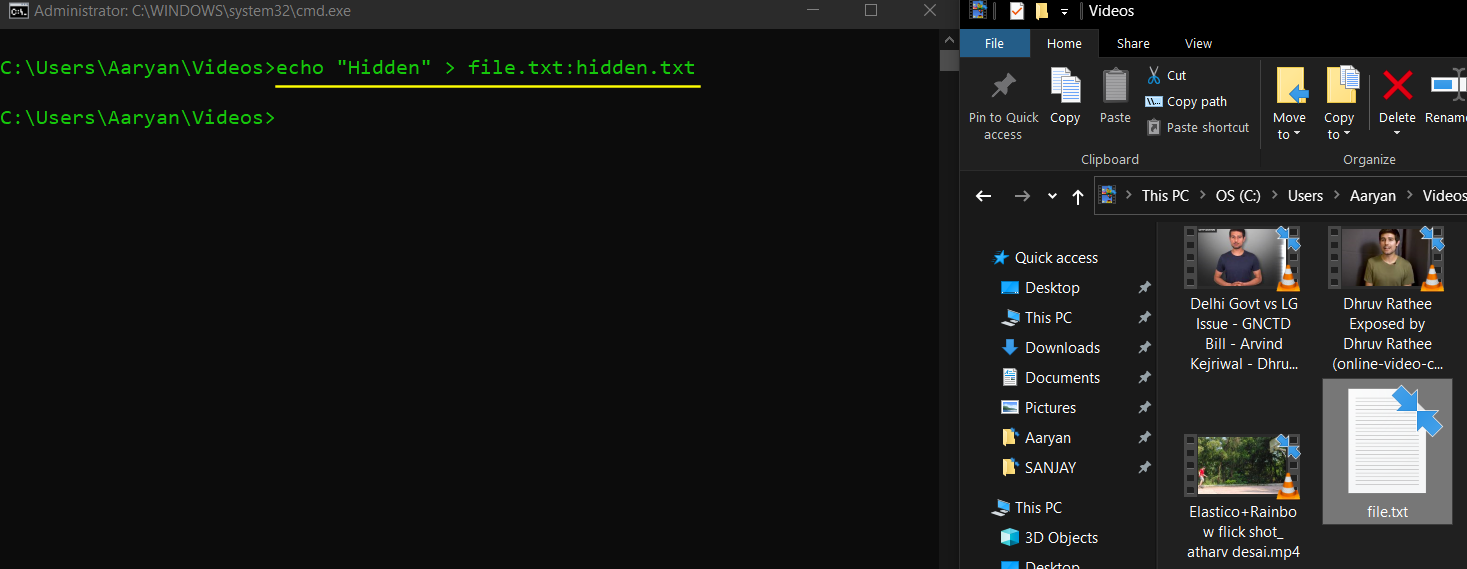 Administrator: C:\WINDOWS\system32\cmd.exe
C:\Users\Aaryan\Videos>echo "Hidden" > file.txt:hidden.txt
C:\Users\Aaryan\Videos>
Videos
File Home Share View
Pin to Quick access
Copy
Paste
Cut
Copy path
Paste shortcut
Clipboard
Move to
Copy to
Delete
Renam
Organize
This PC > OS (C:) > Users > Aaryan > Videos
Quick access
Desktop
This PC
Downloads
Documents
Pictures
Aaryan
SANJAY
This PC
3D Objects
Desktop
Delhi Govt vs LG
Issue - GNCTD
Bill - Arvind
Kejriwal - Dhru...
Dhruv Rathee
Exposed by
Dhruv Rathee
(online-video-c...
Elastico+Rainbo
w flick shot_
atharv desai.mp4
file.txt